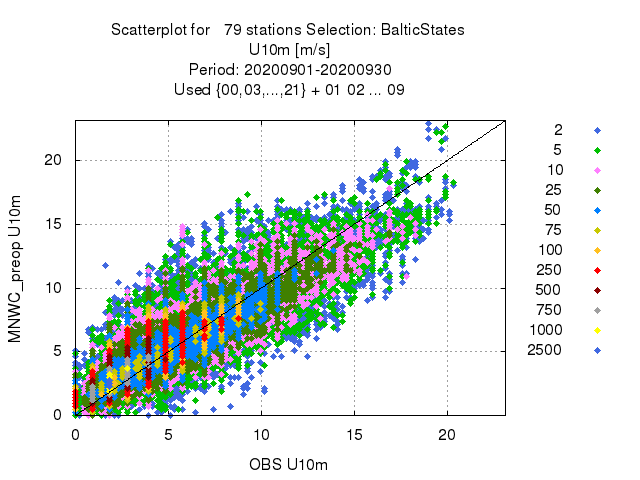 Scatterplot for   79 stations Selection: BalticStates
U10m [m/s]
Period: 20200901-20200930
Used {00,03,...,21} + 01 02 ... 09
MNWC_preop U10m
20
15
10
5
0
0 5 10 15 20
OBS U10m
2
5
10
25
50
75
100
250
500
750
1000
2500